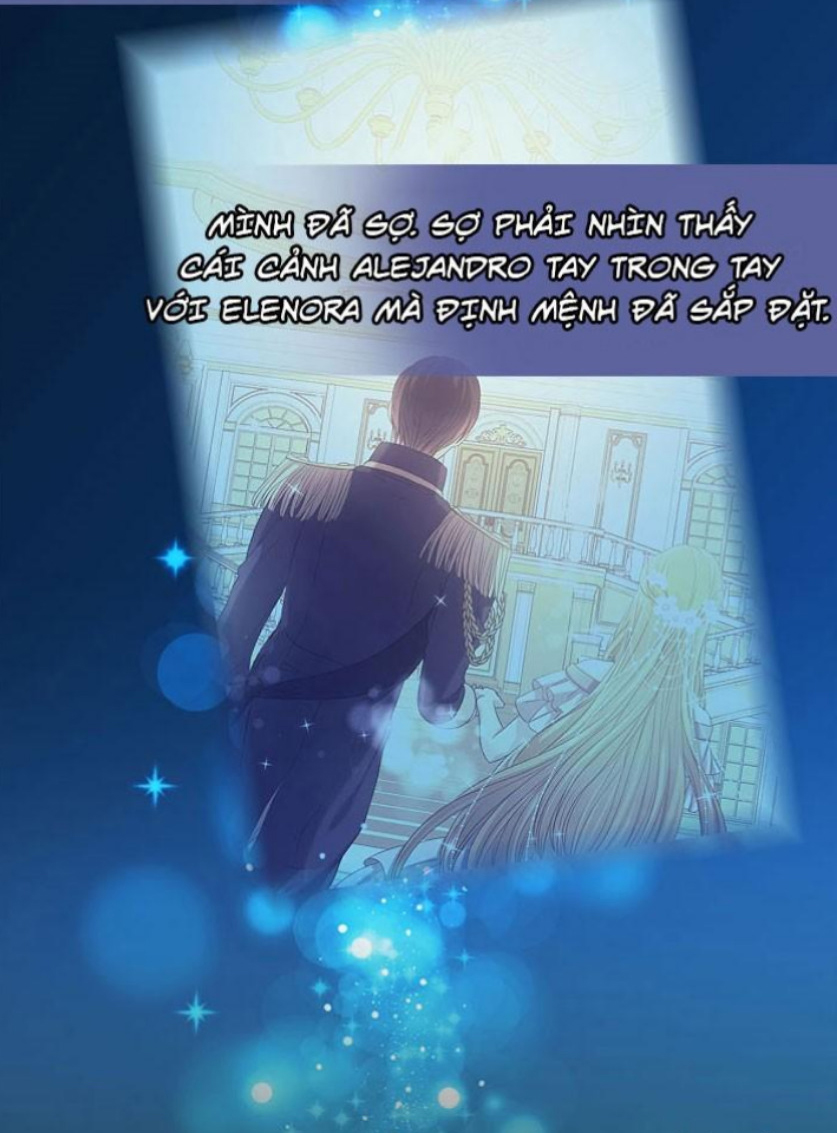 MÌNH ĐÃ SỢ. SỢ PHẢI NHÌN THẤY
CÁI CẢNH ALEJANDRO TAY TRONG TAY
VỚI ELENORA MÀ ĐỊNH MỆNH ĐÃ SẮP ĐẶT.